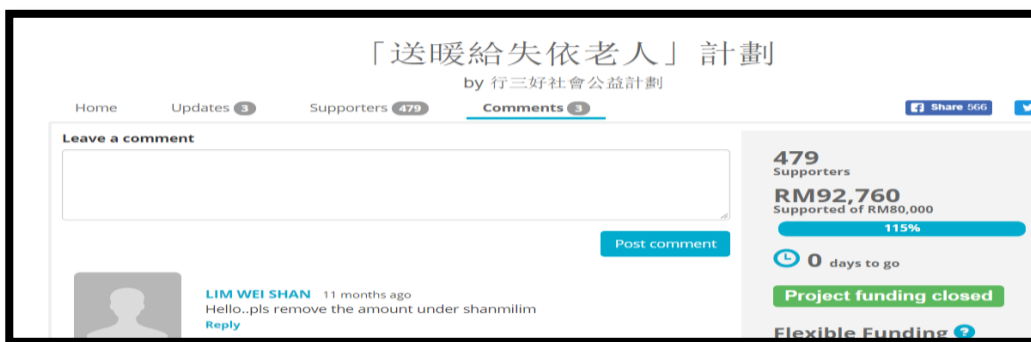 「送暖給失依老人」計劃
by 行三好社會公益計劃
Home Updates 3 Supporters 479 Comments 3 Share 566
Leave a comment
Post comment
LIM WEI SHAN 11 months ago
Hello..pls remove the amount under shanmilim
Reply
479
Supporters
RM92,760
Supported of RM80,000
115%
0 days to go
Project funding closed
Flexible Funding ?